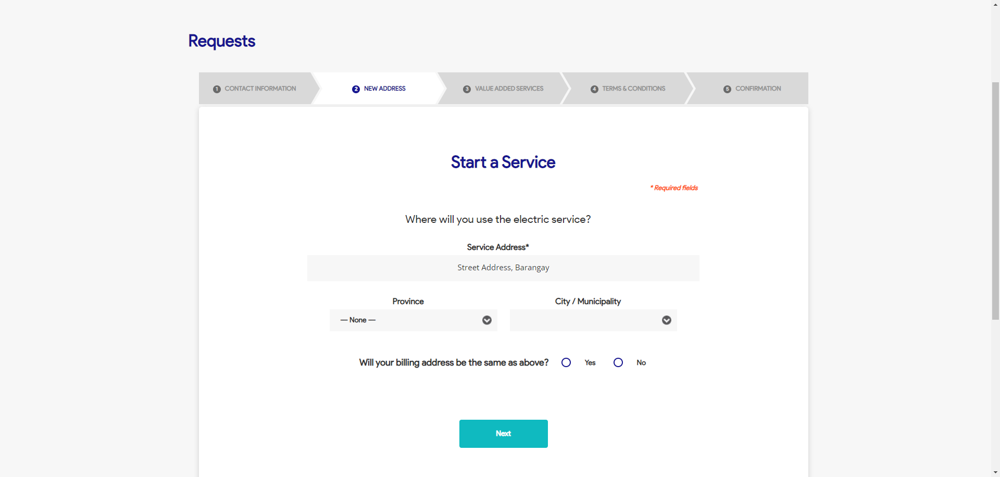 Requests
1 CONTACT INFORMATION
2 NEW ADDRESS
3 VALUE ADDED SERVICES
4 TERMS & CONDITIONS
5 CONFIRMATION
Start a Service
* Required fields
Where will you use the electric service?
Service Address*
Street Address, Barangay
Province
City / Municipality
— None —
Will your billing address be the same as above? Yes No
Next